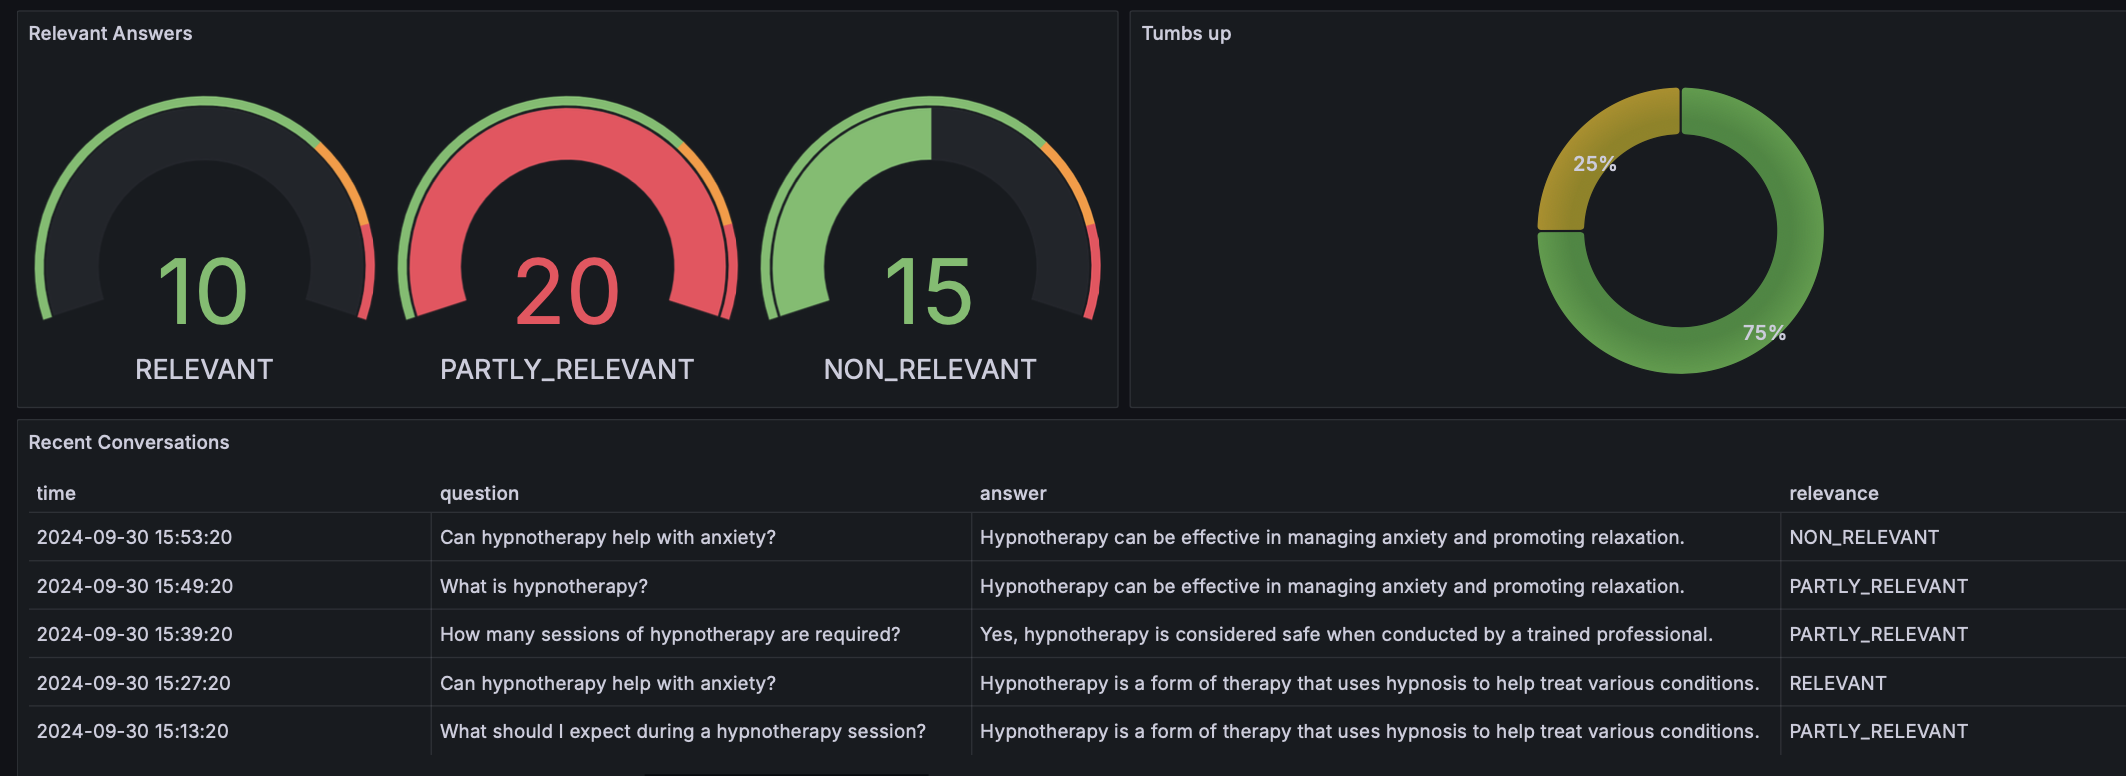 Relevant Answers
Tumbs up
10
20
15
RELEVANT
PARTLY_RELEVANT
NON_RELEVANT
25%
75%
Recent Conversations
time question answer relevance
2024-09-30 15:53:20 Can hypnotherapy help with anxiety? Hypnotherapy can be effective in managing anxiety and promoting relaxation. NON_RELEVANT
2024-09-30 15:49:20 What is hypnotherapy? Hypnotherapy can be effective in managing anxiety and promoting relaxation. PARTLY_RELEVANT
2024-09-30 15:39:20 How many sessions of hypnotherapy are required? Yes, hypnotherapy is considered safe when conducted by a trained professional. PARTLY_RELEVANT
2024-09-30 15:27:20 Can hypnotherapy help with anxiety? Hypnotherapy is a form of therapy that uses hypnosis to help treat various conditions. RELEVANT
2024-09-30 15:13:20 What should I expect during a hypnotherapy session? Hypnotherapy is a form of therapy that uses hypnosis to help treat various conditions. PARTLY_RELEVANT